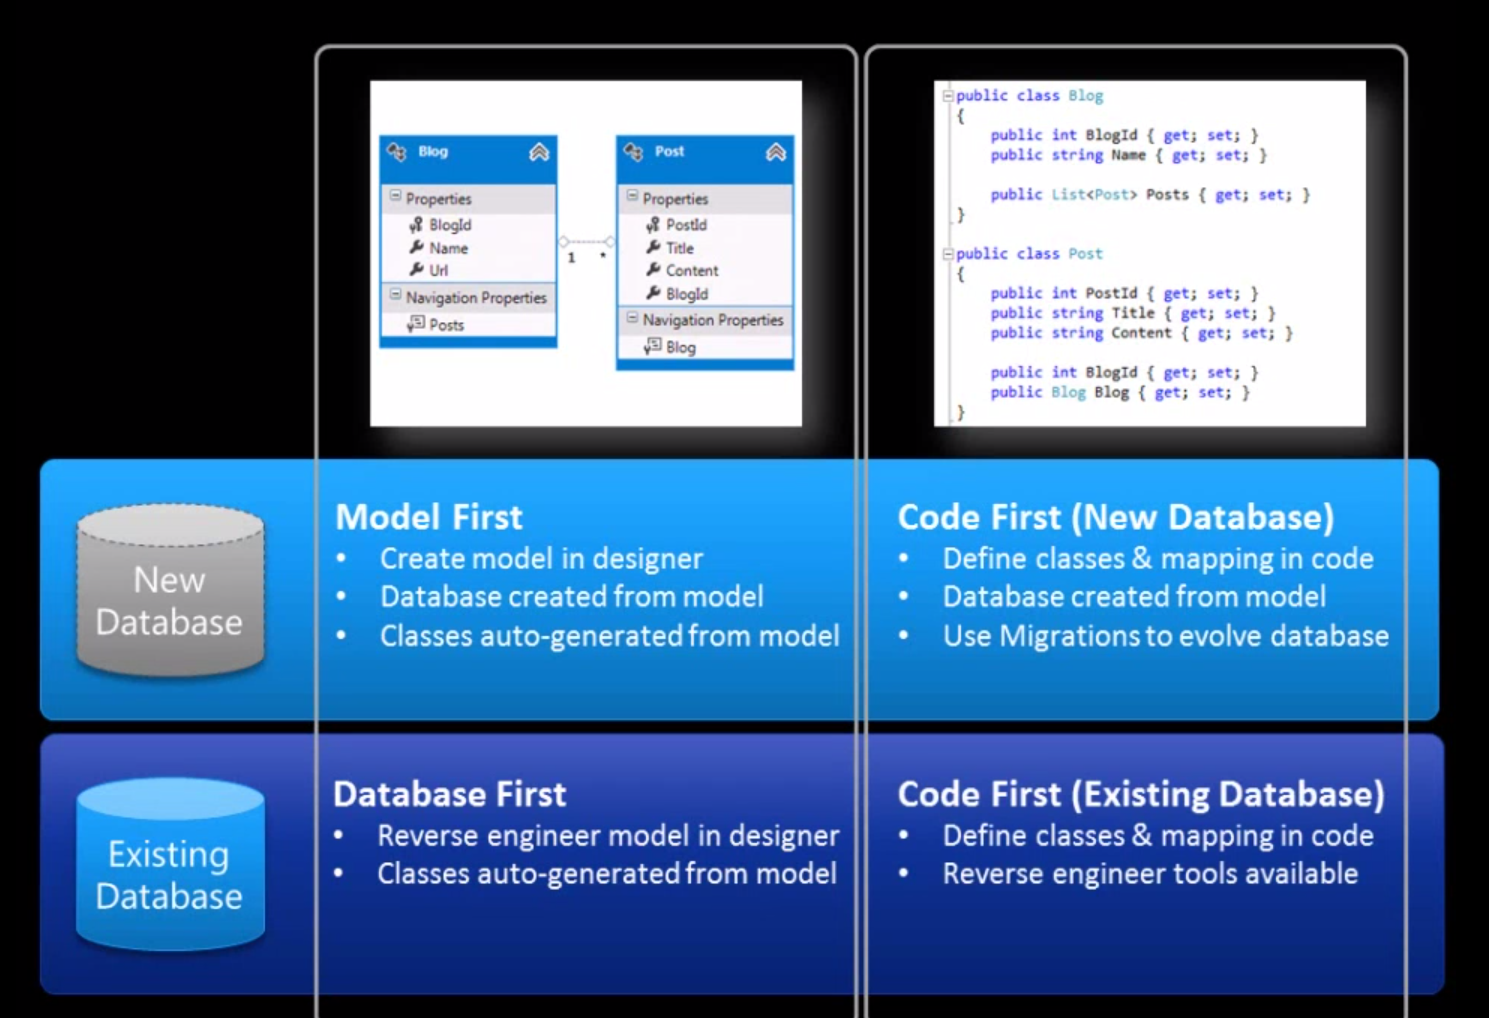 Blog
Properties
BlogId
Name
Url
Navigation Properties
Posts
1 *
Post
Properties
PostId
Title
Content
BlogId
Navigation Properties
Blog
public class Blog
{
public int BlogId { get; set; }
public string Name { get; set; }
public List<Post> Posts { get; set; }
}
public class Post
{
public int PostId { get; set; }
public string Title { get; set; }
public string Content { get; set; }
public int BlogId { get; set; }
public Blog Blog { get; set; }
}
New
Database
Model First
• Create model in designer
• Database created from model
• Classes auto-generated from model
Code First (New Database)
• Define classes & mapping in code
• Database created from model
• Use Migrations to evolve database
Existing
Database
Database First
• Reverse engineer model in designer
• Classes auto-generated from model
Code First (Existing Database)
• Define classes & mapping in code
• Reverse engineer tools available